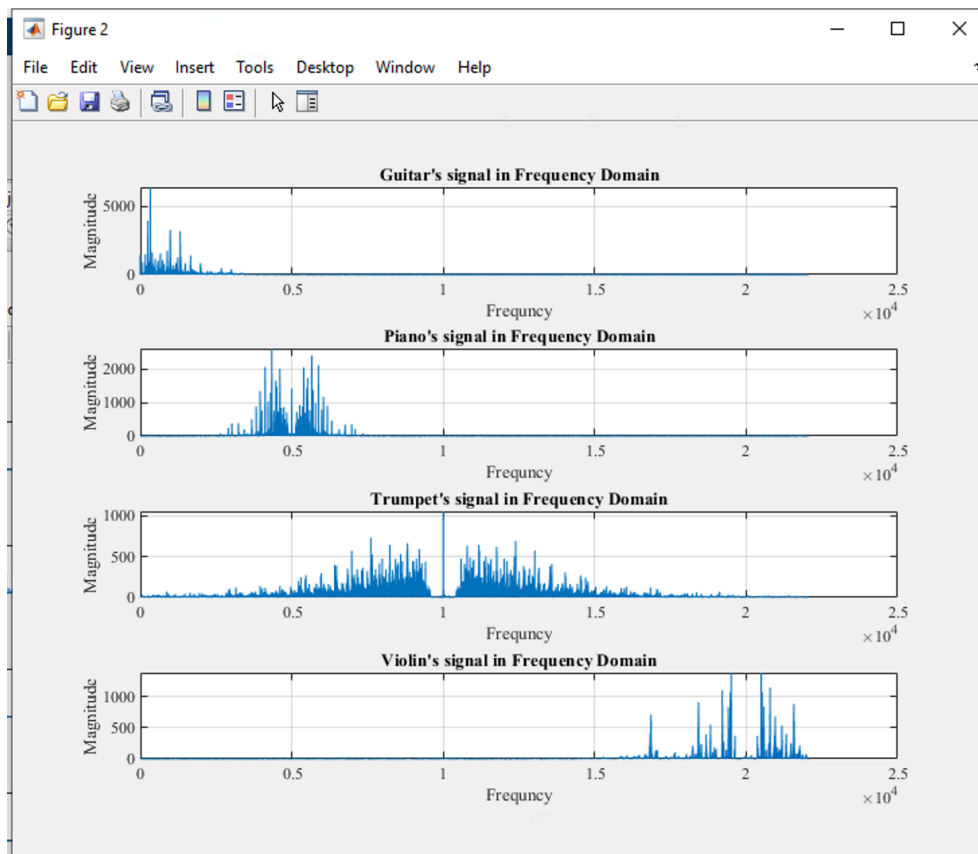 Figure 2
File Edit View Insert Tools Desktop Window Help
Guitar's signal in Frequency Domain
Magnitude
5000
0
0 0.5 1 1.5 2 2.5
Frequncy
×10^4
Piano's signal in Frequency Domain
Magnitude
2000
1000
0
0 0.5 1 1.5 2 2.5
Frequncy
×10^4
Trumpet's signal in Frequency Domain
Magnitude
1000
500
0
0 0.5 1 1.5 2 2.5
Frequncy
×10^4
Violin's signal in Frequency Domain
Magnitude
1000
500
0
0 0.5 1 1.5 2 2.5
Frequncy
×10^4